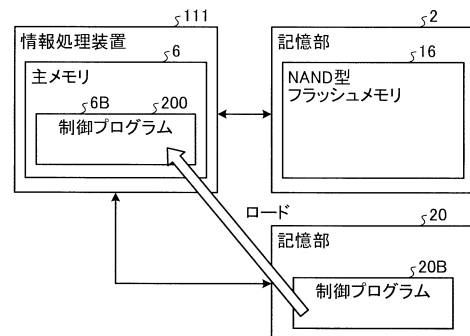 111
情報処理装置
6
主メモリ
6B
200
制御プログラム
2
記憶部
16
NAND型
フラッシュメモリ
ロード
20
記憶部
20B
制御プログラム